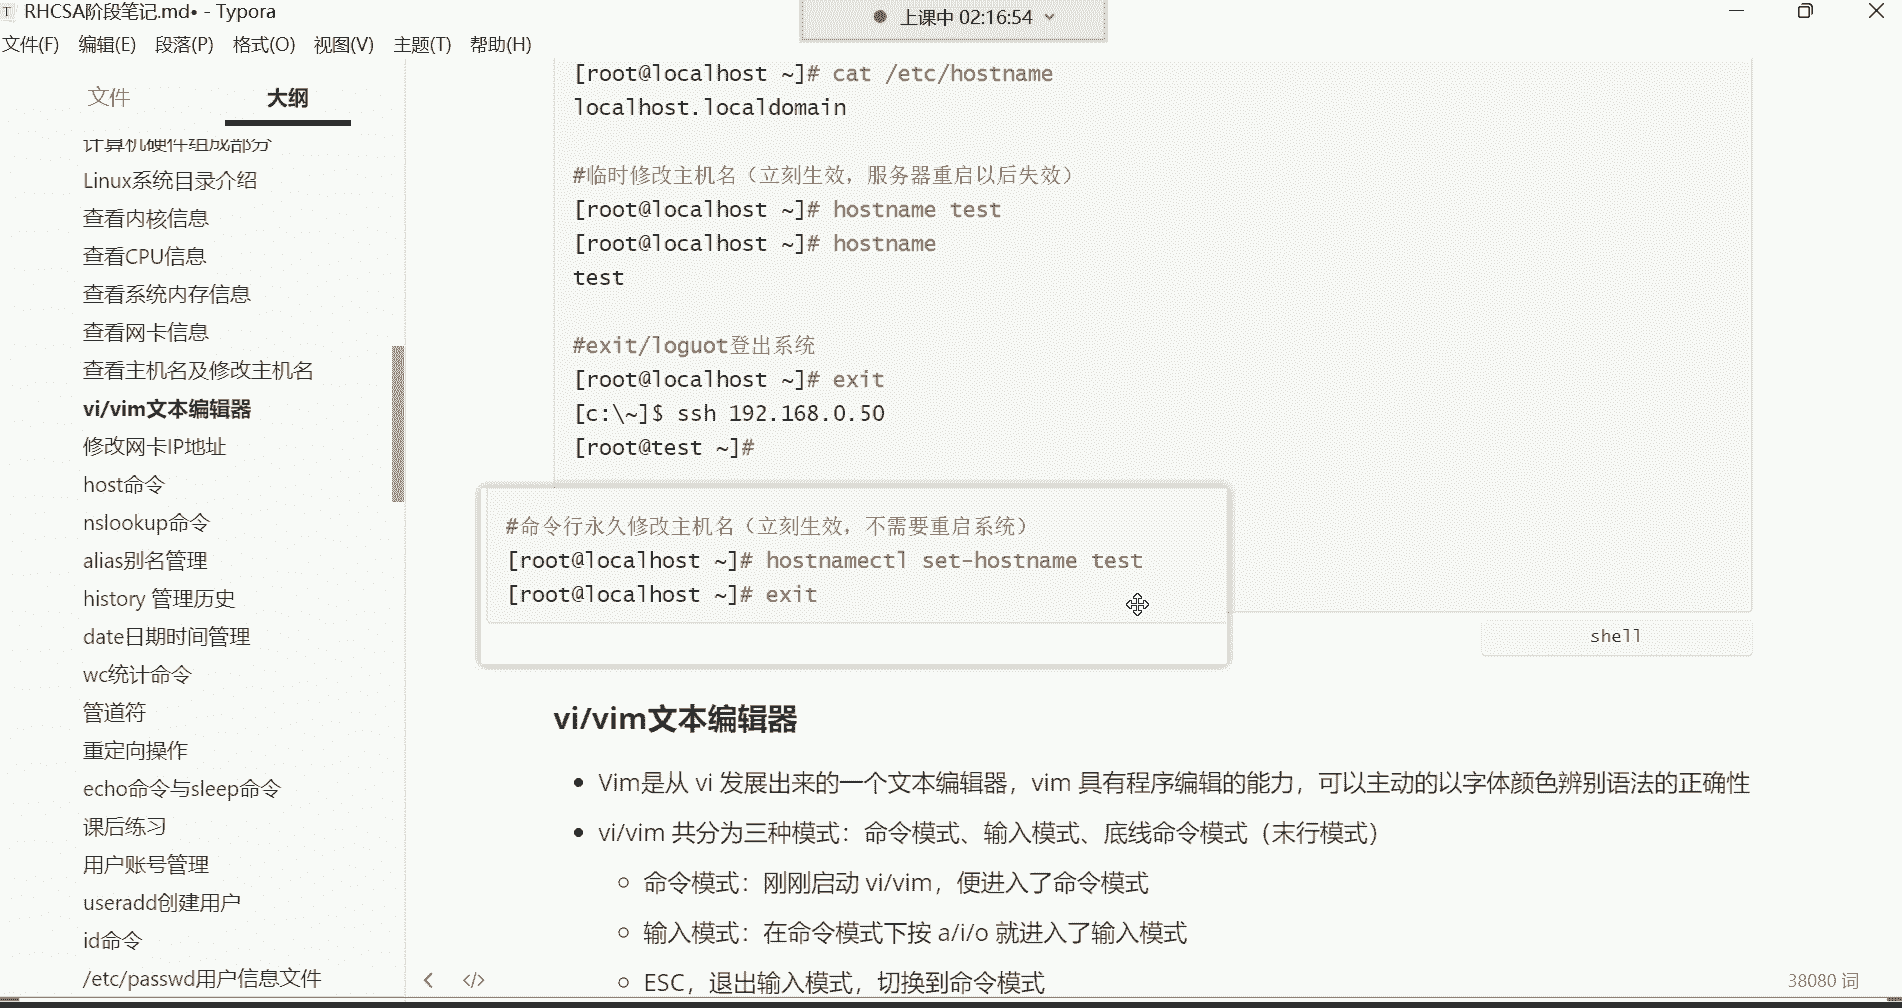 RHCSA阶段笔记.md• - Typora
上课中 02:16:54
文件(F) 编辑(E) 段落(P) 格式(O) 视图(V) 主题(T) 帮助(H)
文件 大纲
计算机硬件组成部分
Linux系统目录介绍
查看内核信息
查看CPU信息
查看系统内存信息
查看网卡信息
查看主机名及修改主机名
vi/vim文本编辑器
修改网卡IP地址
host命令
nslookup命令
alias别名管理
history 管理历史
date日期时间管理
wc统计命令
管道符
重定向操作
echo命令与sleep命令
课后练习
用户账号管理
useradd创建用户
id命令
/etc/passwd用户信息文件
[root@localhost ~]# cat /etc/hostname
localhost.localdomain
#临时修改主机名（立刻生效，服务器重启以后失效）
[root@localhost ~]# hostname test
[root@localhost ~]# hostname
test
#exit/loguot登出系统
[root@localhost ~]# exit
[c:\~]$ ssh 192.168.0.50
[root@test ~]#
#命令行永久修改主机名（立刻生效，不需要重启系统）
[root@localhost ~]# hostnamectl set-hostname test
[root@localhost ~]# exit
shell
vi/vim文本编辑器
Vim是从 vi 发展出来的一个文本编辑器，vim 具有程序编辑的能力，可以主动的以字体颜色辨别语法的正确性
vi/vim 共分为三种模式：命令模式、输入模式、底线命令模式（末行模式）
命令模式：刚刚启动 vi/vim，便进入了命令模式
输入模式：在命令模式下按 a/i/o 就进入了输入模式
ESC，退出输入模式，切换到命令模式
38080 词